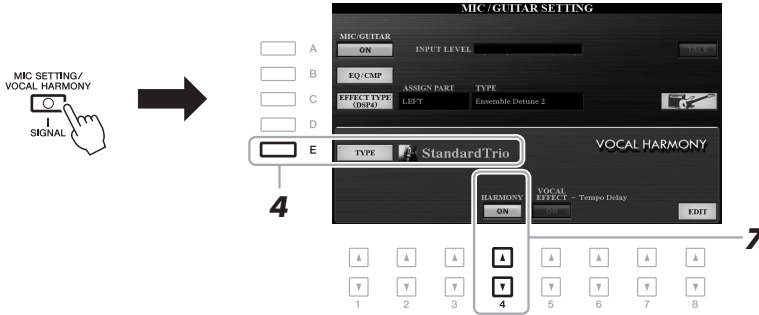 MIC /GUITAR SETTING
MIC/GUITAR
ON
INPUT LEVEL
TALK
A
EQ/CMP
B
ASSIGN PART
TYPE
EFFECT TYPE
(DSP4)
LEFT
Ensemble Detune 2
C
D
MIC SETTING/
VOCAL HARMONY
SIGNAL
E
TYPE
StandardTrio
VOCAL HARMONY
4
HARMONY
ON
VOCAL
EFFECT
ON
– Tempo Delay
EDIT
7
1 2 3 4 5 6 7 8